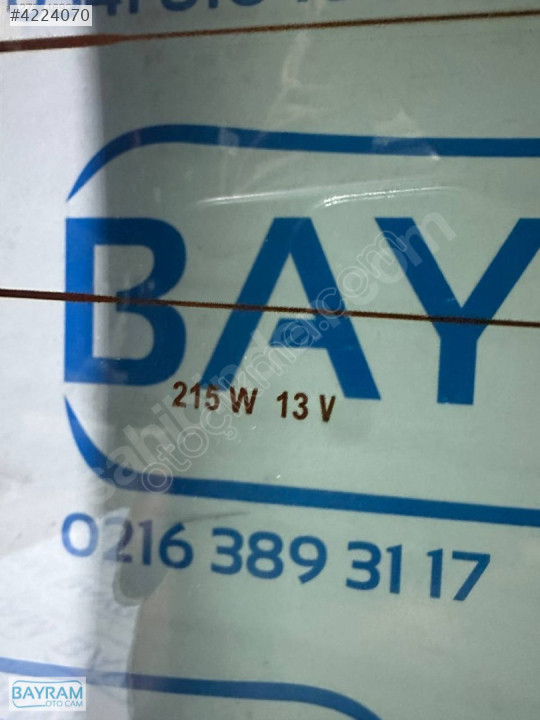 #4224070
BAY
215 W 13 V
0216 389 31 17
BAYRAM
OTO CAM